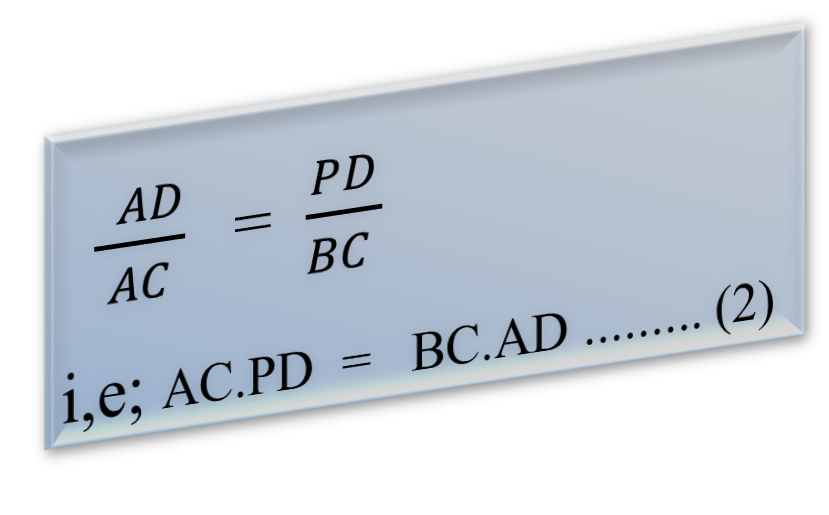 AD/AC = PD/BC
i,e; AC.PD = BC.AD ......... (2)